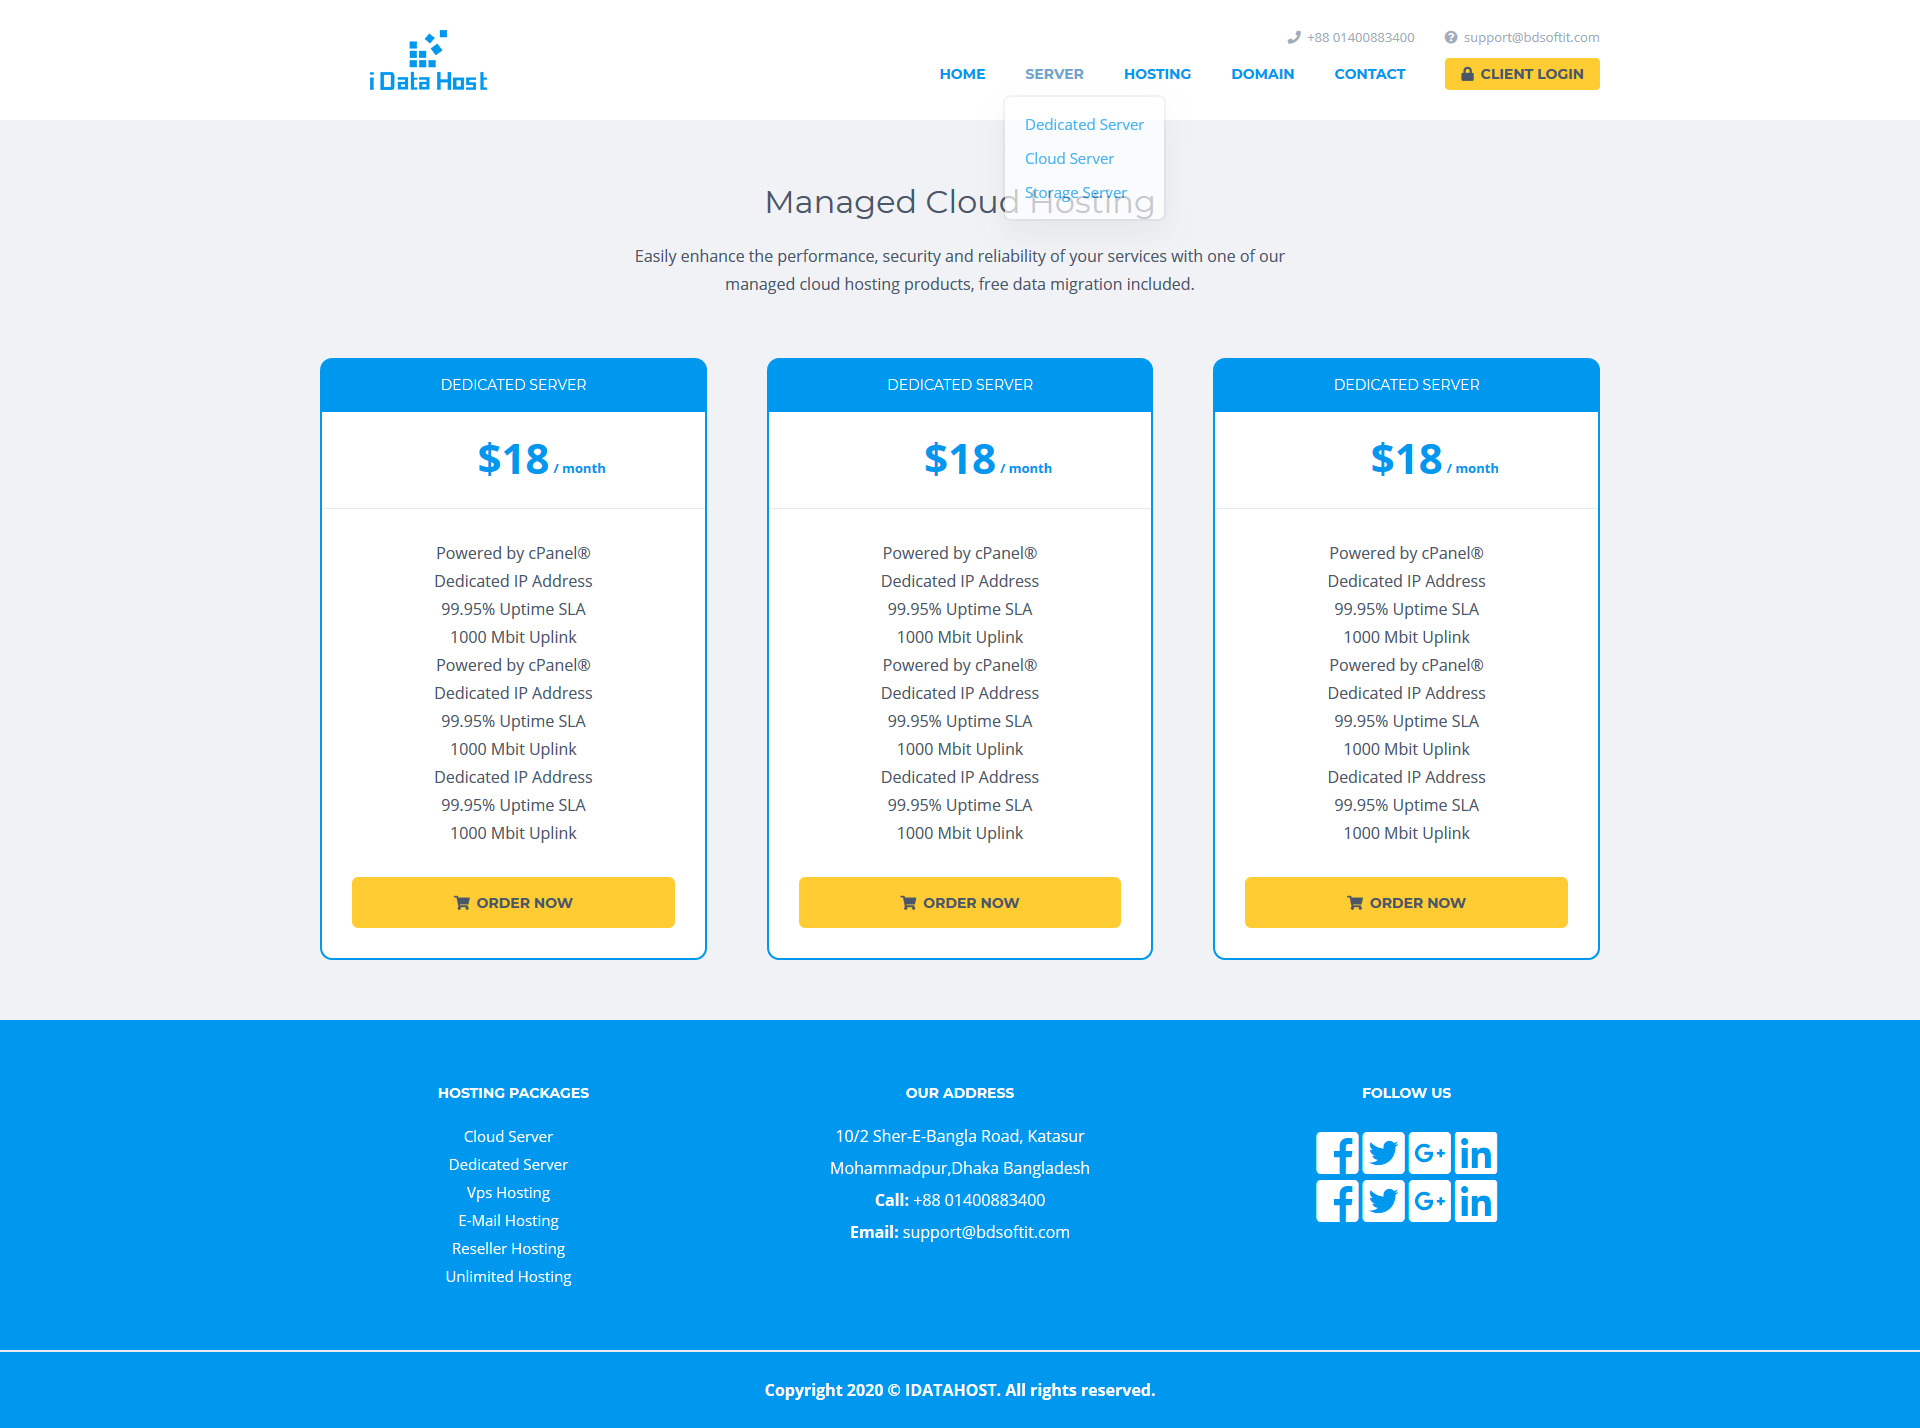 +88 01400883400 support@bdsoftit.com
i Data Host
HOME SERVER HOSTING DOMAIN CONTACT CLIENT LOGIN
Dedicated Server
Cloud Server
Storage Server
Managed Cloud Hosting
Easily enhance the performance, security and reliability of your services with one of our
managed cloud hosting products, free data migration included.
DEDICATED SERVER
$18 / month
Powered by cPanel®
Dedicated IP Address
99.95% Uptime SLA
1000 Mbit Uplink
Powered by cPanel®
Dedicated IP Address
99.95% Uptime SLA
1000 Mbit Uplink
Dedicated IP Address
99.95% Uptime SLA
1000 Mbit Uplink
ORDER NOW
DEDICATED SERVER
$18 / month
Powered by cPanel®
Dedicated IP Address
99.95% Uptime SLA
1000 Mbit Uplink
Powered by cPanel®
Dedicated IP Address
99.95% Uptime SLA
1000 Mbit Uplink
Dedicated IP Address
99.95% Uptime SLA
1000 Mbit Uplink
ORDER NOW
DEDICATED SERVER
$18 / month
Powered by cPanel®
Dedicated IP Address
99.95% Uptime SLA
1000 Mbit Uplink
Powered by cPanel®
Dedicated IP Address
99.95% Uptime SLA
1000 Mbit Uplink
Dedicated IP Address
99.95% Uptime SLA
1000 Mbit Uplink
ORDER NOW
HOSTING PACKAGES
Cloud Server
Dedicated Server
Vps Hosting
E-Mail Hosting
Reseller Hosting
Unlimited Hosting
OUR ADDRESS
10/2 Sher-E-Bangla Road, Katasur
Mohammadpur,Dhaka Bangladesh
Call: +88 01400883400
Email: support@bdsoftit.com
FOLLOW US
Copyright 2020 © IDATAHOST. All rights reserved.